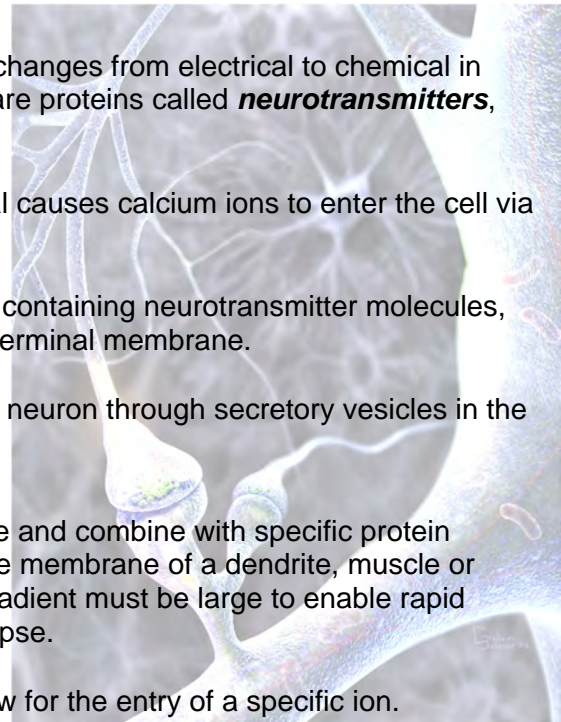 changes from electrical to chemical in
are proteins called neurotransmitters,
l causes calcium ions to enter the cell via
containing neurotransmitter molecules,
erminal membrane.
neuron through secretory vesicles in the
e and combine with specific protein
e membrane of a dendrite, muscle or
adient must be large to enable rapid
pse.
w for the entry of a specific ion.